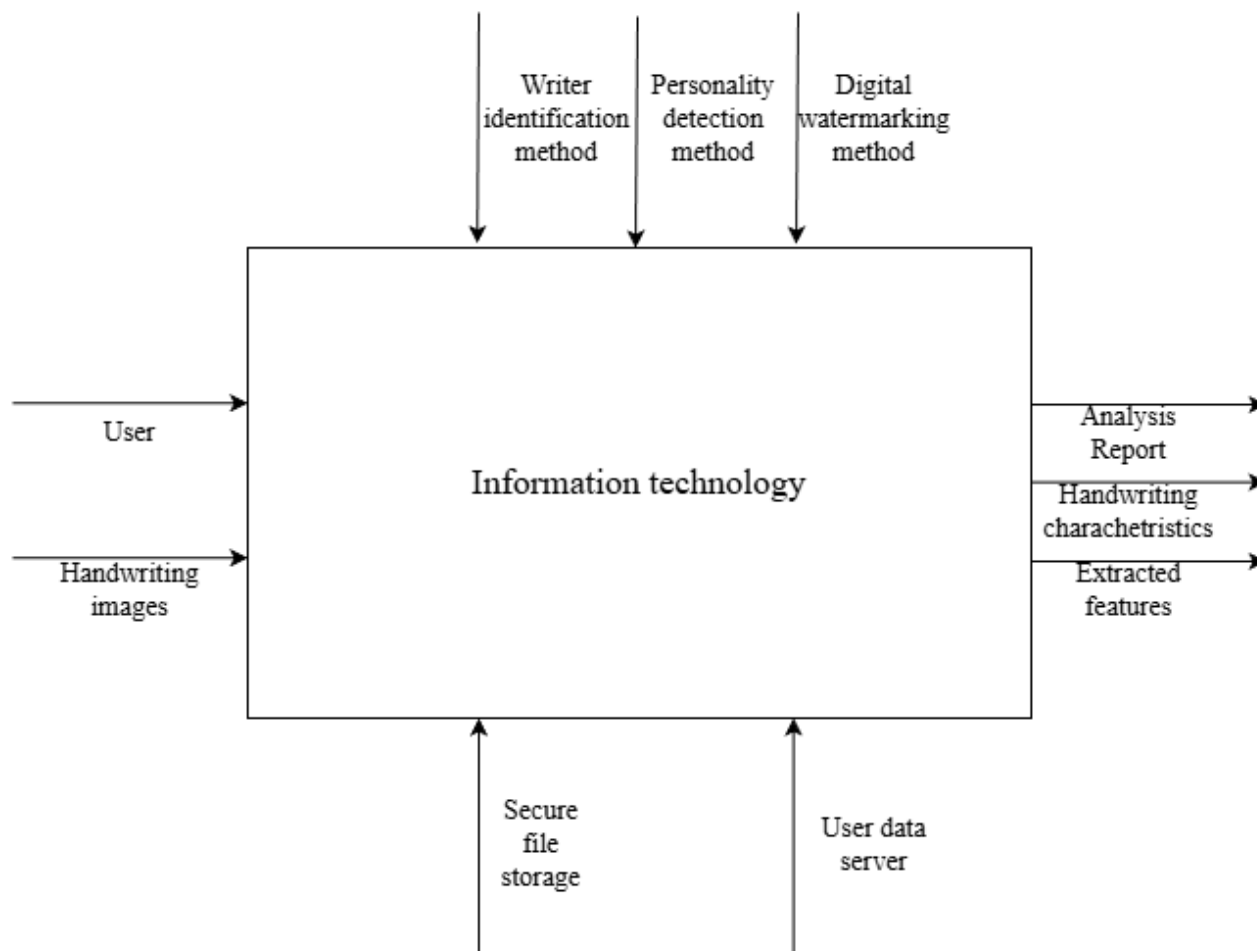 Writer
identification
method
Personality
detection
method
Digital
watermarking
method
User
Handwriting
images
Information technology
Analysis
Report
Handwriting
charachetristics
Extracted
features
Secure
file
storage
User data
server